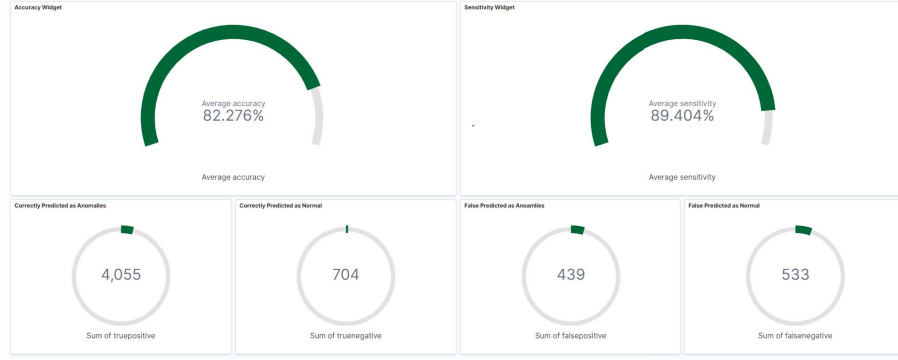 Accuracy Widget
Average accuracy
82.276%
Average accuracy
Sensitivity Widget
Average sensitivity
89.404%
Average sensitivity
Correctly Predicted as Anomalies
4,055
Sum of truepositive
Correctly Predicted as Normal
704
Sum of truenegative
False Predicted as Anoamlies
439
Sum of falsepositive
False Predicted as Normal
533
Sum of falsenegative